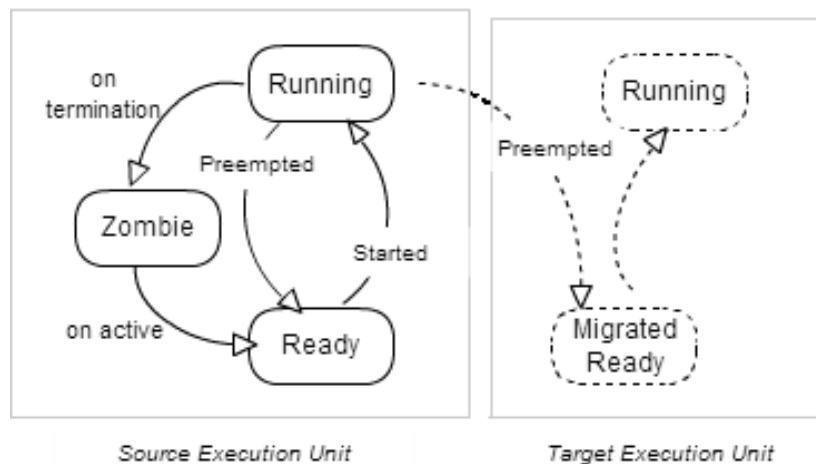 on
termination
Running
Preempted
Zombie
Started
on active
Ready
Running
Preempted
Migrated
Ready
Source Execution Unit
Target Execution Unit